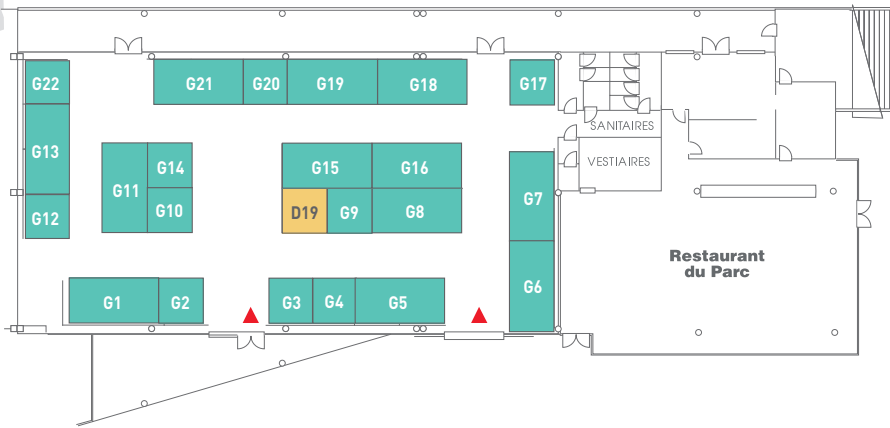 G22
G21
G20
G19
G18
G17
G13
G12
G11
G14
G10
G15
G16
D19
G9
G8
G7
G6
SANITAIRES
VESTIAIRES
Restaurant
du Parc
G1
G2
G3
G4
G5